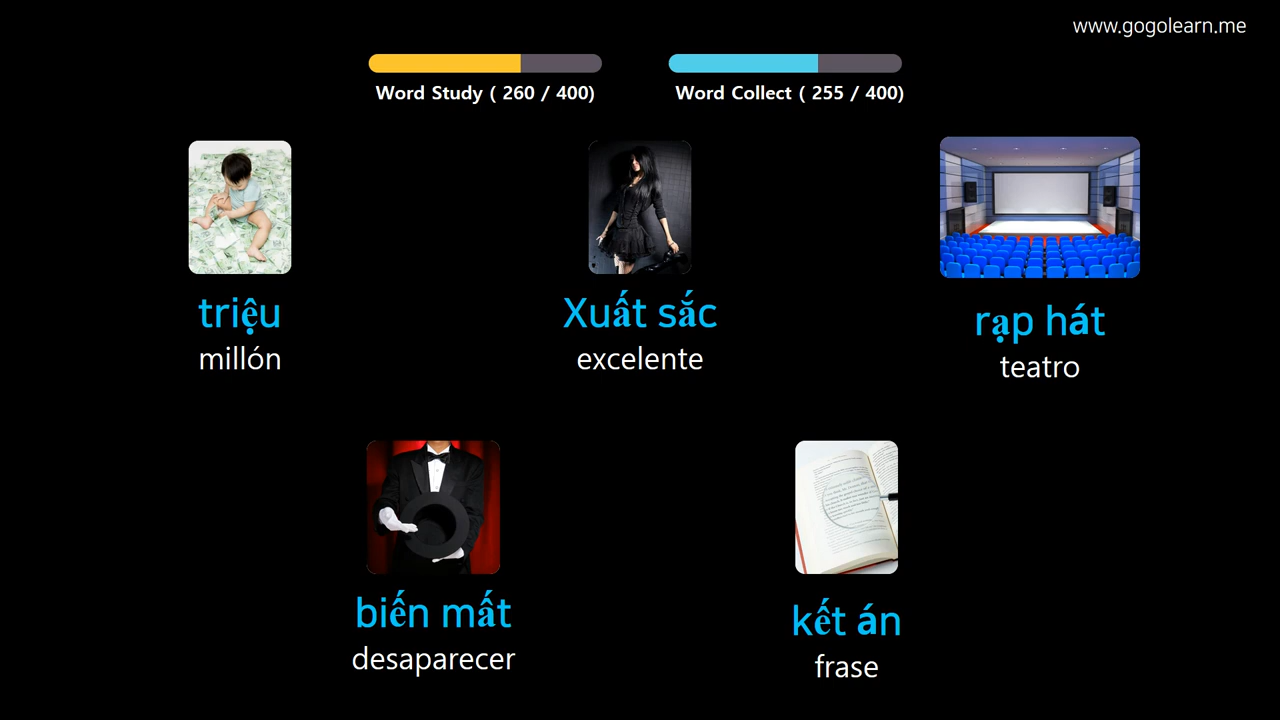 www.gogolearn.me
Word Study ( 260 / 400)
Word Collect ( 255 / 400)
triệu
millón
Xuất sắc
excelente
rạp hát
teatro
biến mất
desaparecer
kết án
frase